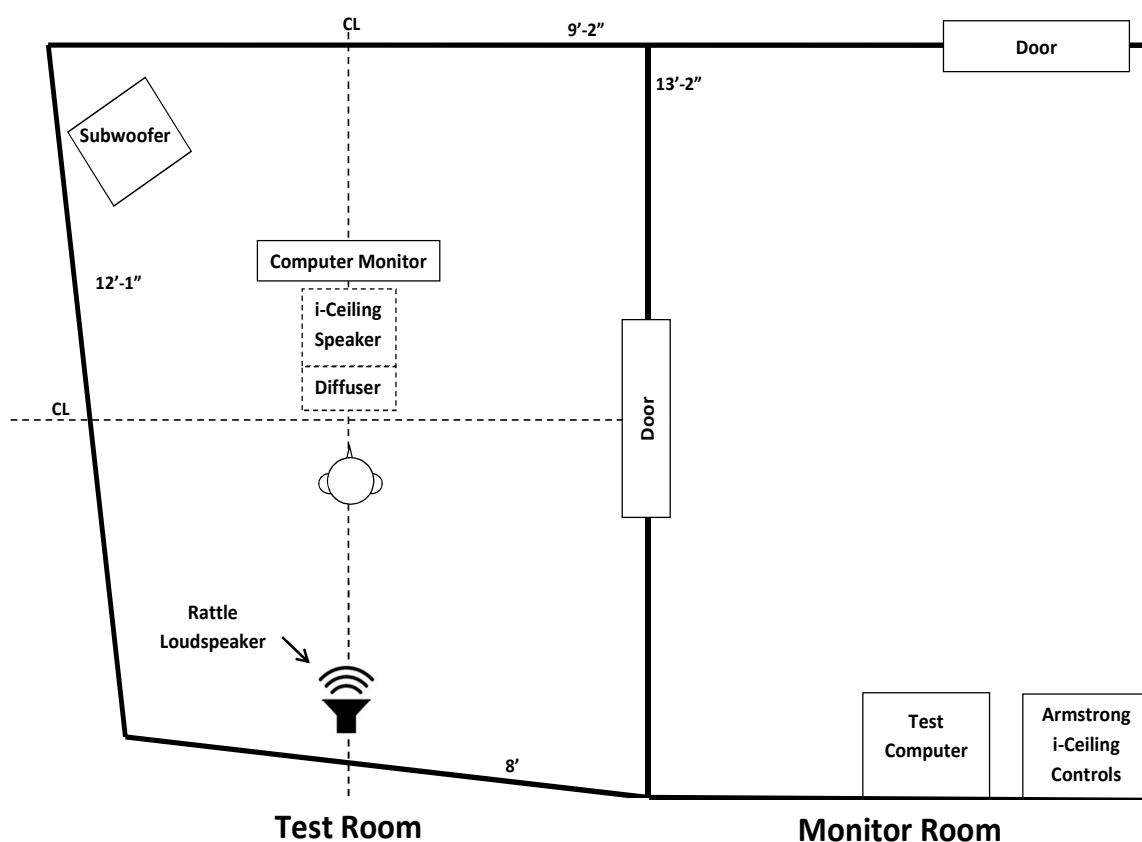 CL
9’-2”
Door
13’-2”
Subwoofer
Computer Monitor
12’-1”
i-Ceiling
Speaker
Diffuser
CL
Door
Rattle
Loudspeaker
Test
Computer
Armstrong
i-Ceiling
Controls
8’
Test Room
Monitor Room